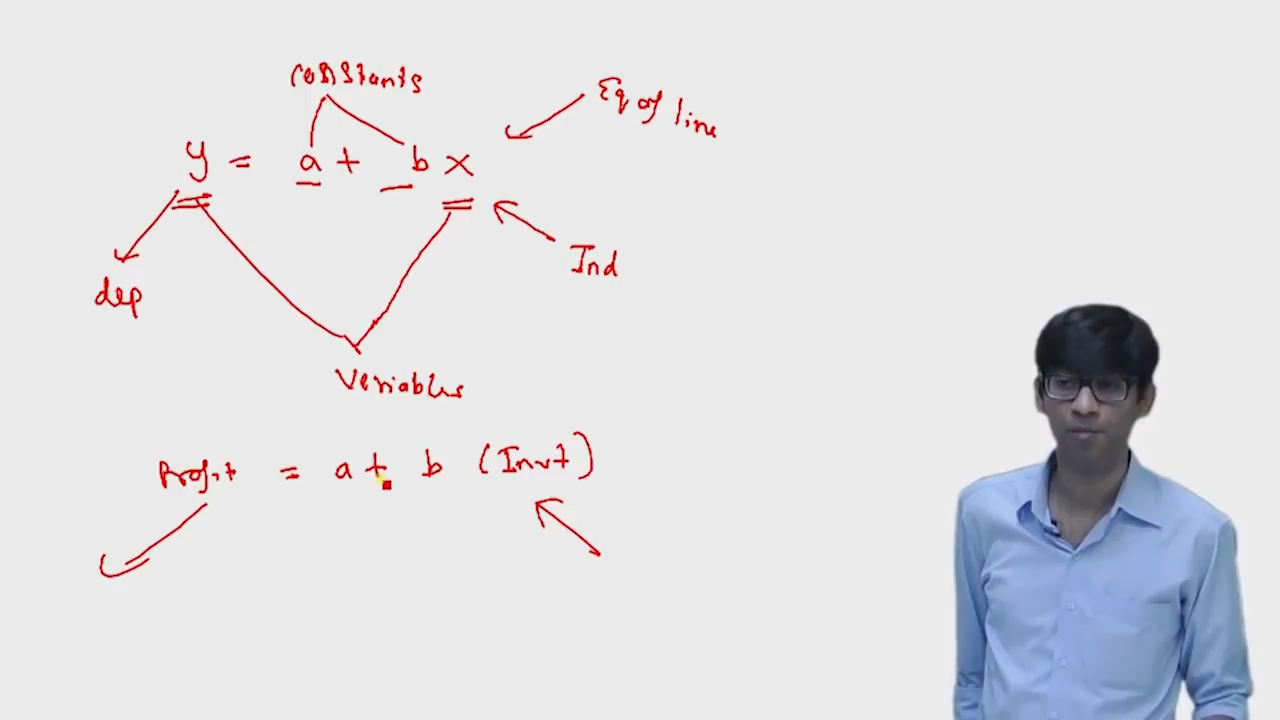 constants
Eq of line
y = a + b x
Ind
dep
Variables
Profit = a + b (Invt)